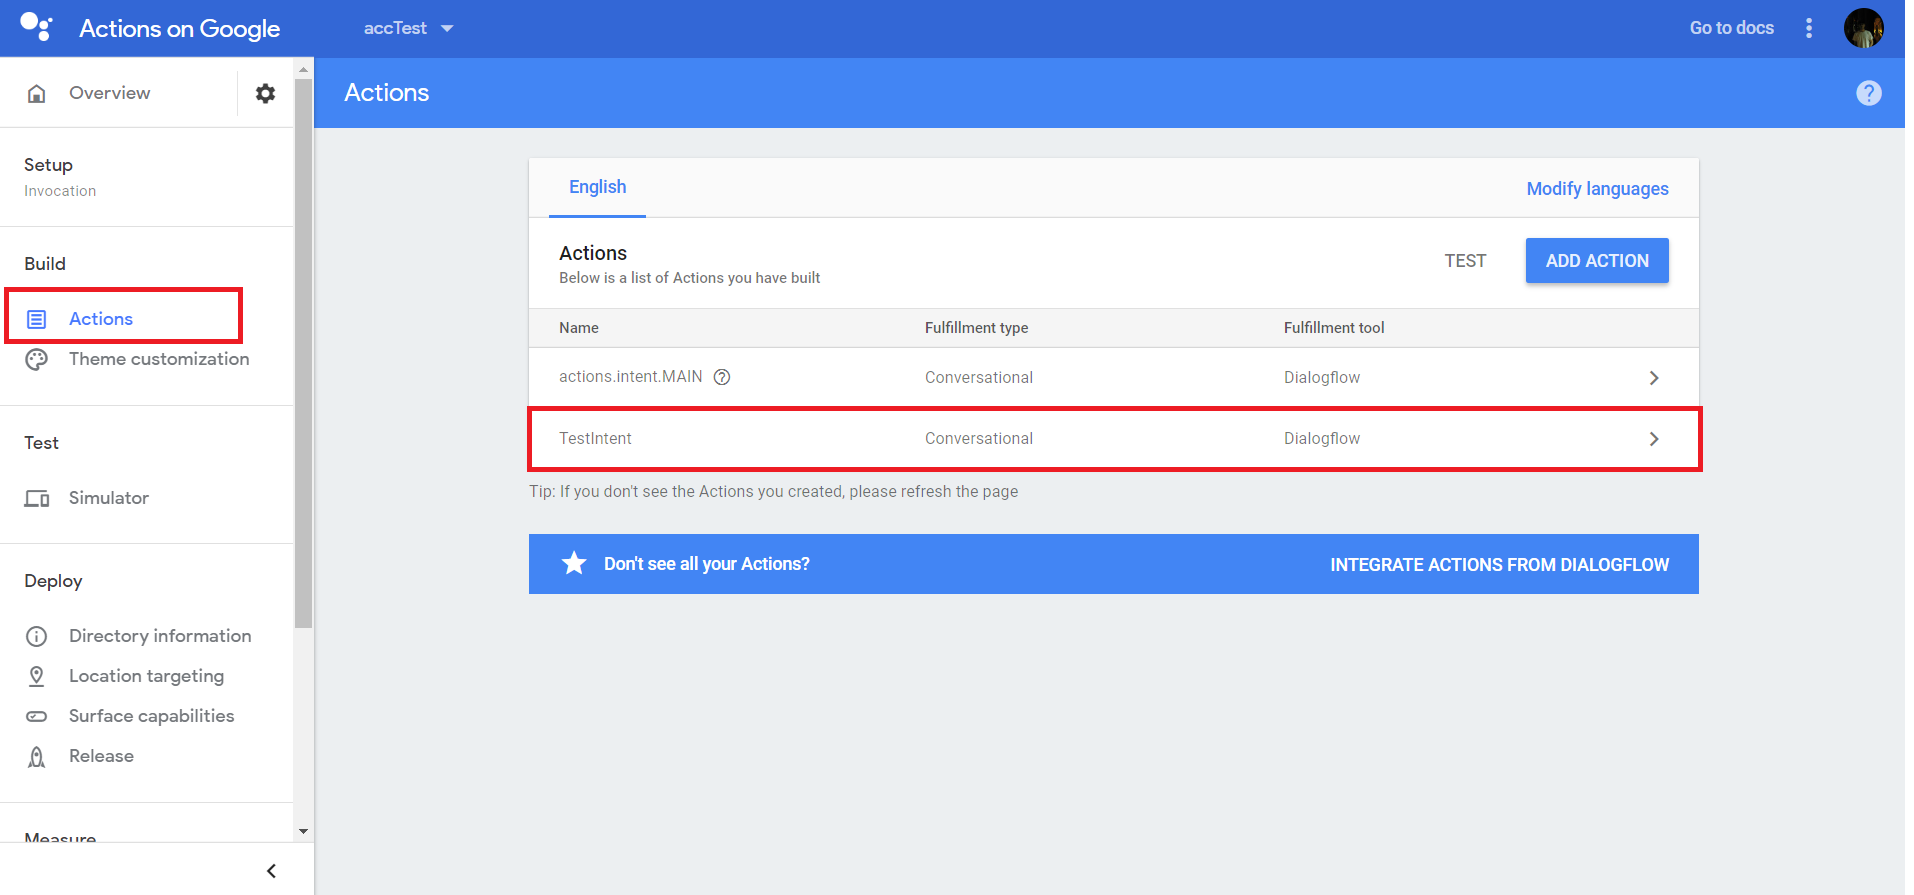 Actions on Google
accTest
Go to docs
Overview
Actions
?
Setup
Invocation
Build
Actions
Theme customization
Test
Simulator
Deploy
Directory information
Location targeting
Surface capabilities
Release
Measure
English
Modify languages
Actions
Below is a list of Actions you have built
TEST
ADD ACTION
Name Fulfillment type Fulfillment tool
actions.intent.MAIN ? Conversational Dialogflow
TestIntent Conversational Dialogflow
Tip: If you don't see the Actions you created, please refresh the page
Don't see all your Actions?
INTEGRATE ACTIONS FROM DIALOGFLOW